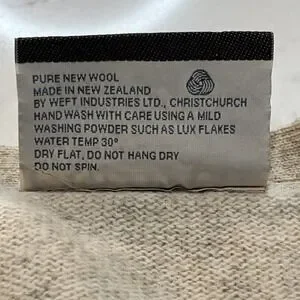 PURE NEW WOOL
MADE IN NEW ZEALAND
BY WEFT INDUSTRIES LTD., CHRISTCHURCH
HAND WASH WITH CARE USING A MILD
WASHING POWDER SUCH AS LUX FLAKES
WATER TEMP 30°
DRY FLAT, DO NOT HANG DRY
DO NOT SPIN.